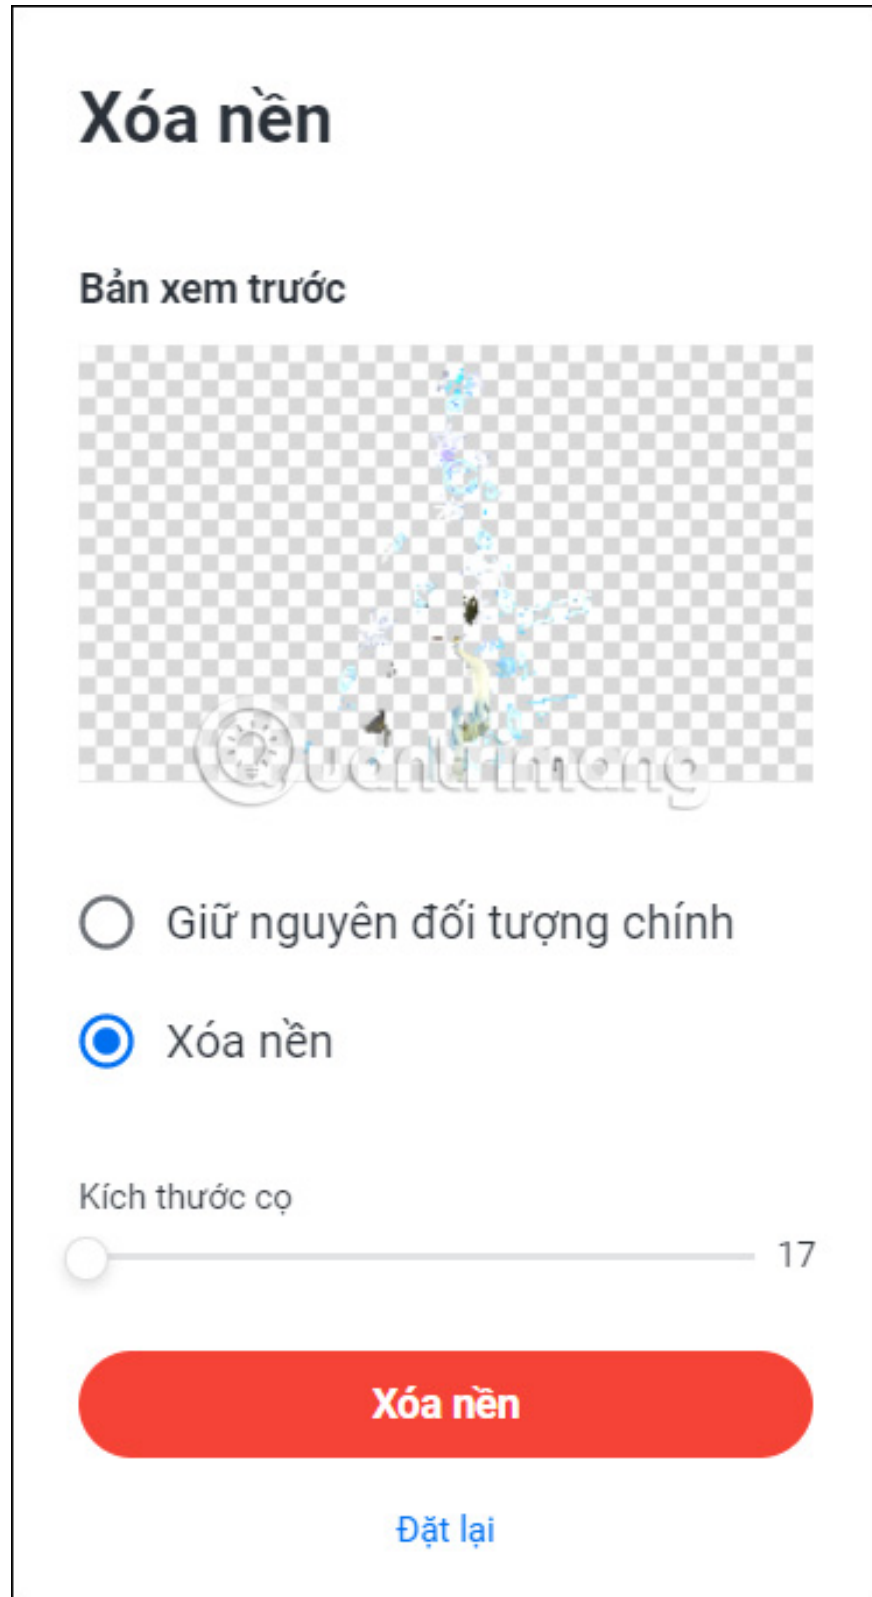 Xóa nền
Bản xem trước
Quantrimang
Giữ nguyên đối tượng chính
Xóa nền
Kích thước cọ
17
Xóa nền
Đặt lại